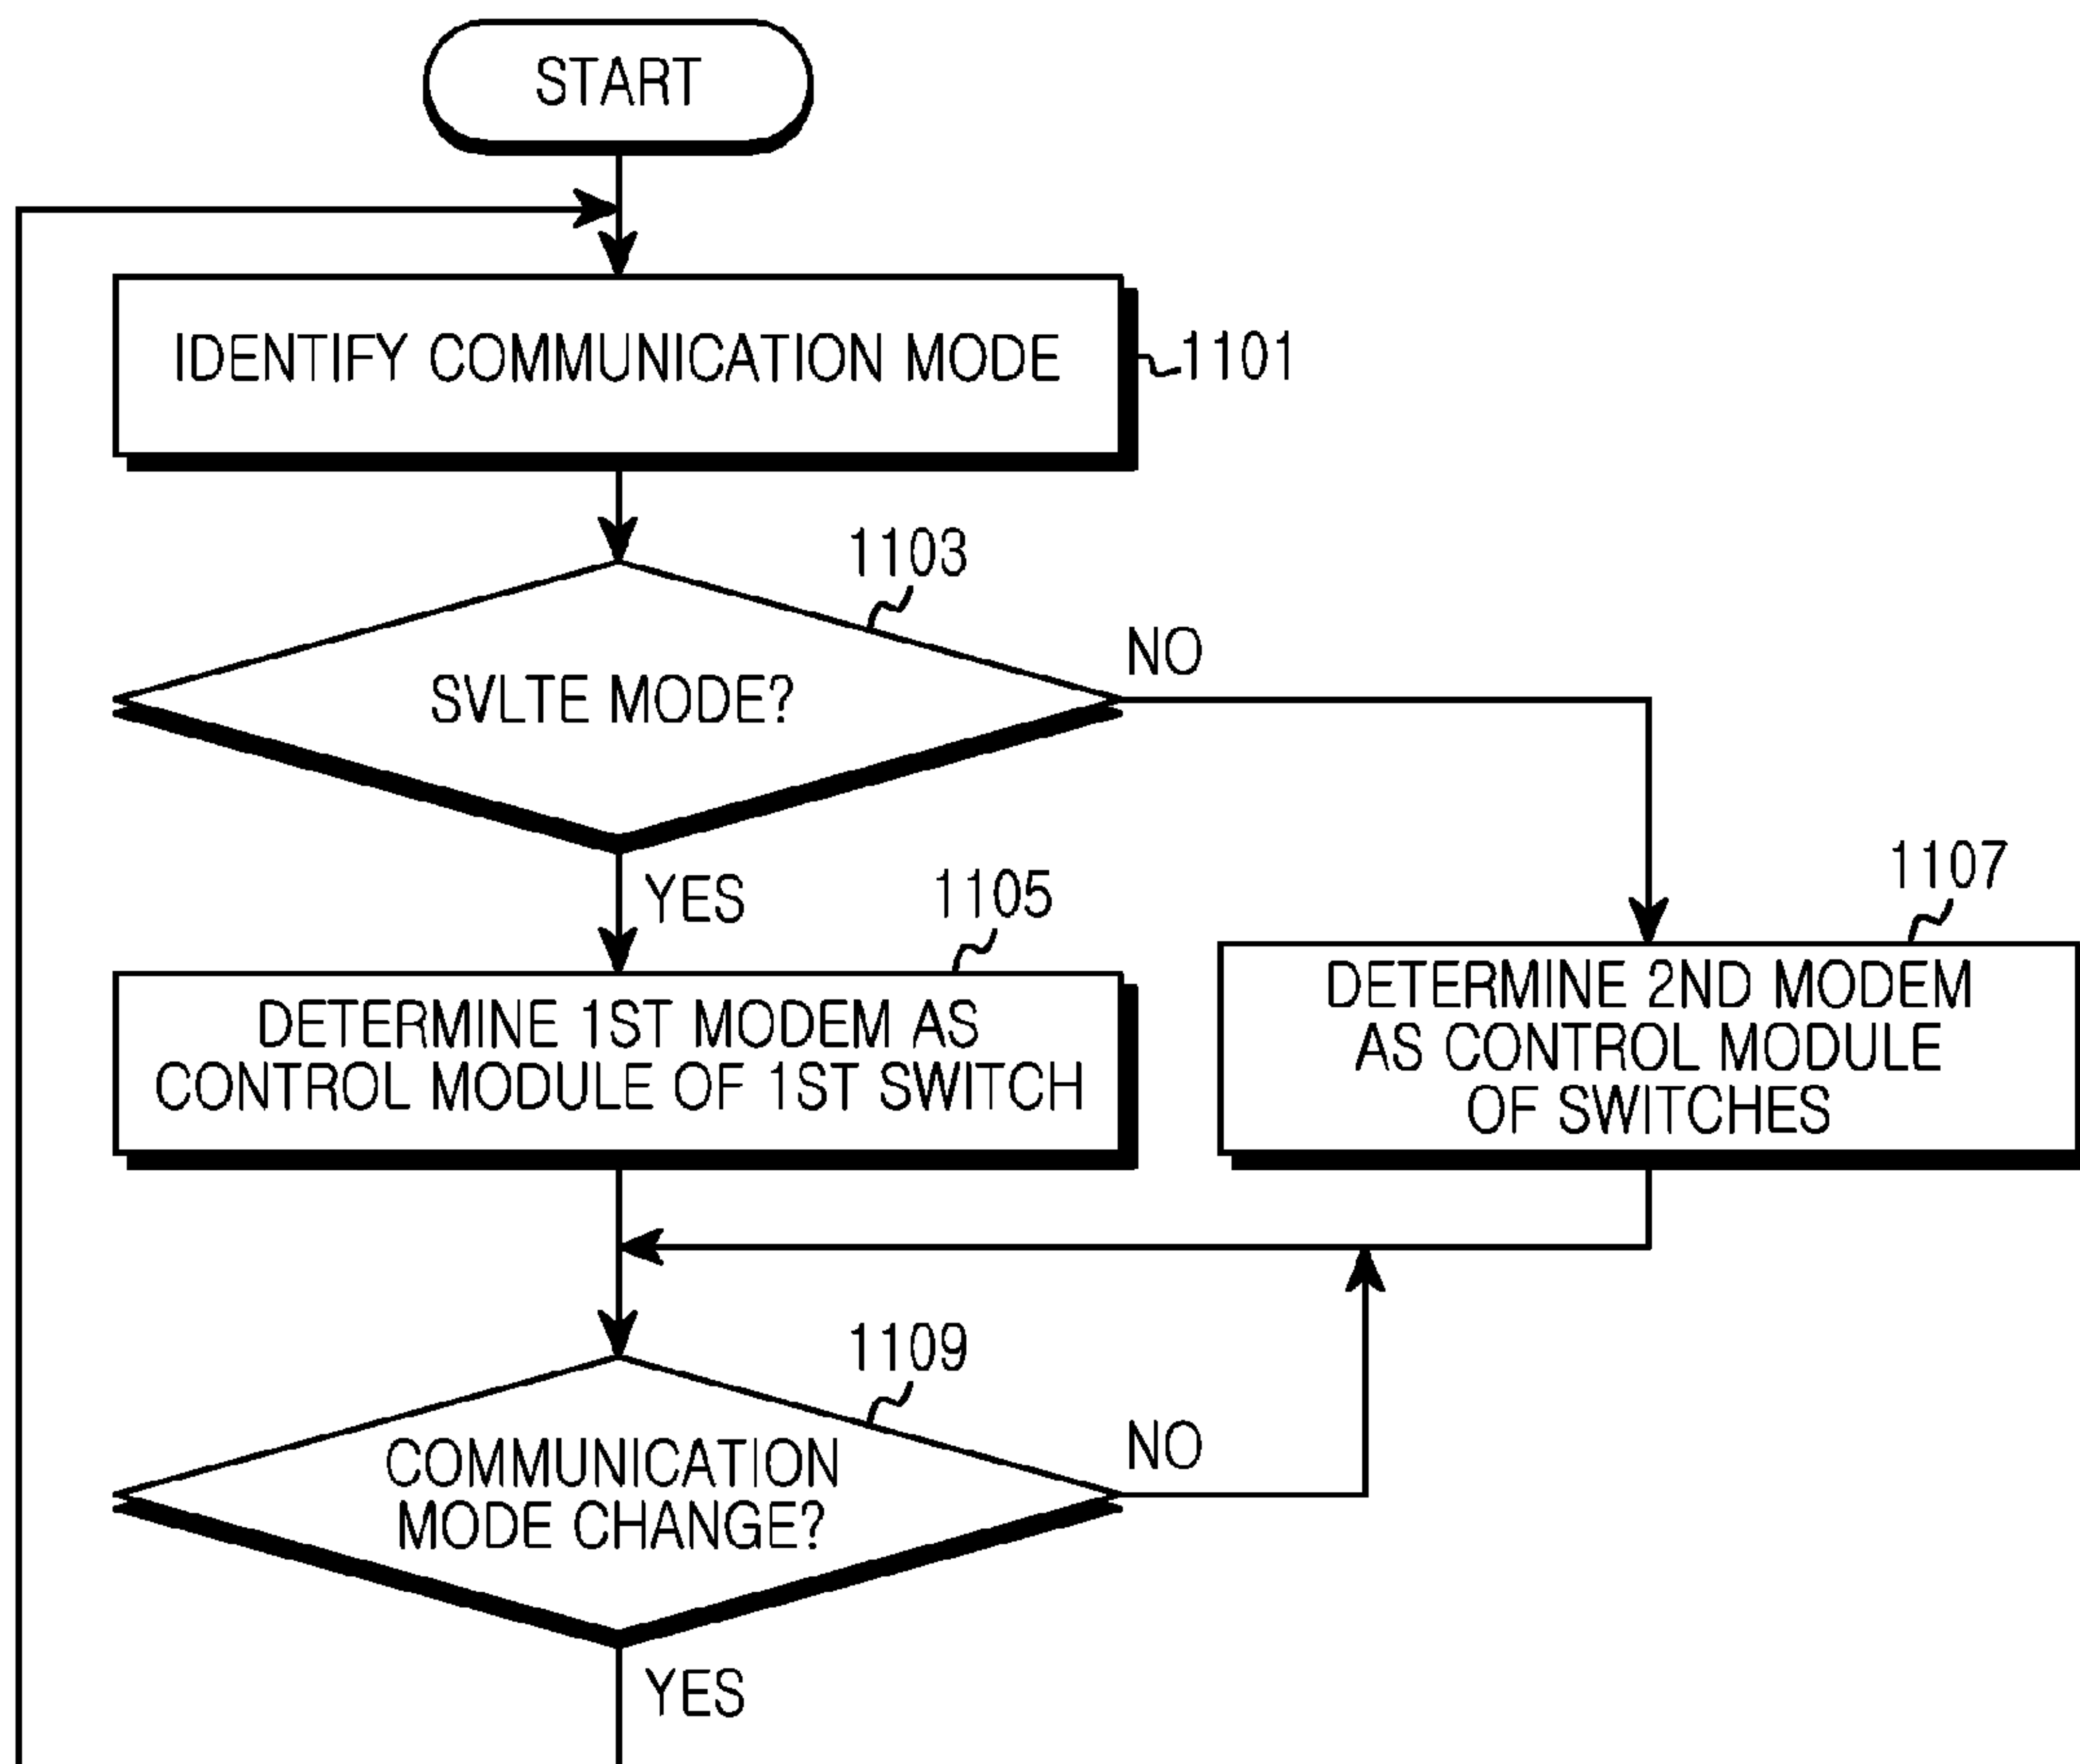 START
IDENTIFY COMMUNICATION MODE
1101
1103
SVLTE MODE?
NO
YES
1105
DETERMINE 1ST MODEM AS
CONTROL MODULE OF 1ST SWITCH
1107
DETERMINE 2ND MODEM
AS CONTROL MODULE
OF SWITCHES
1109
COMMUNICATION
MODE CHANGE?
NO
YES